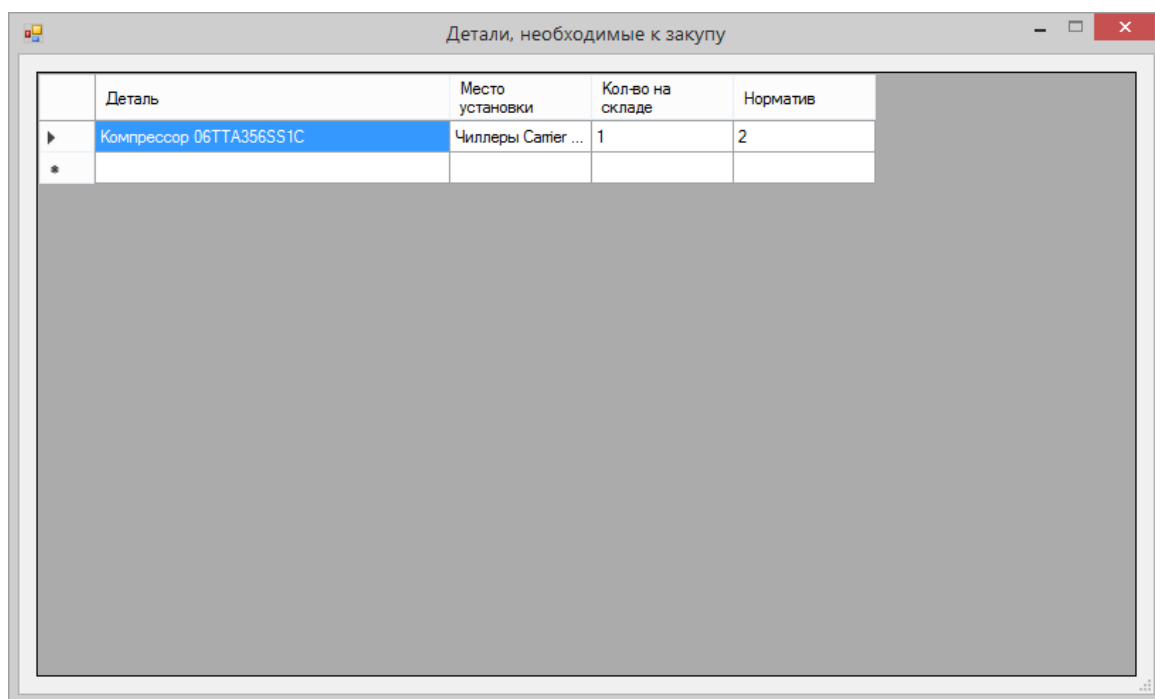 Детали, необходимые к закупу
Деталь Место установки Кол-во на складе Норматив
Компрессор 06TTA356SS1C Чиллеры Carrier ... 1 2